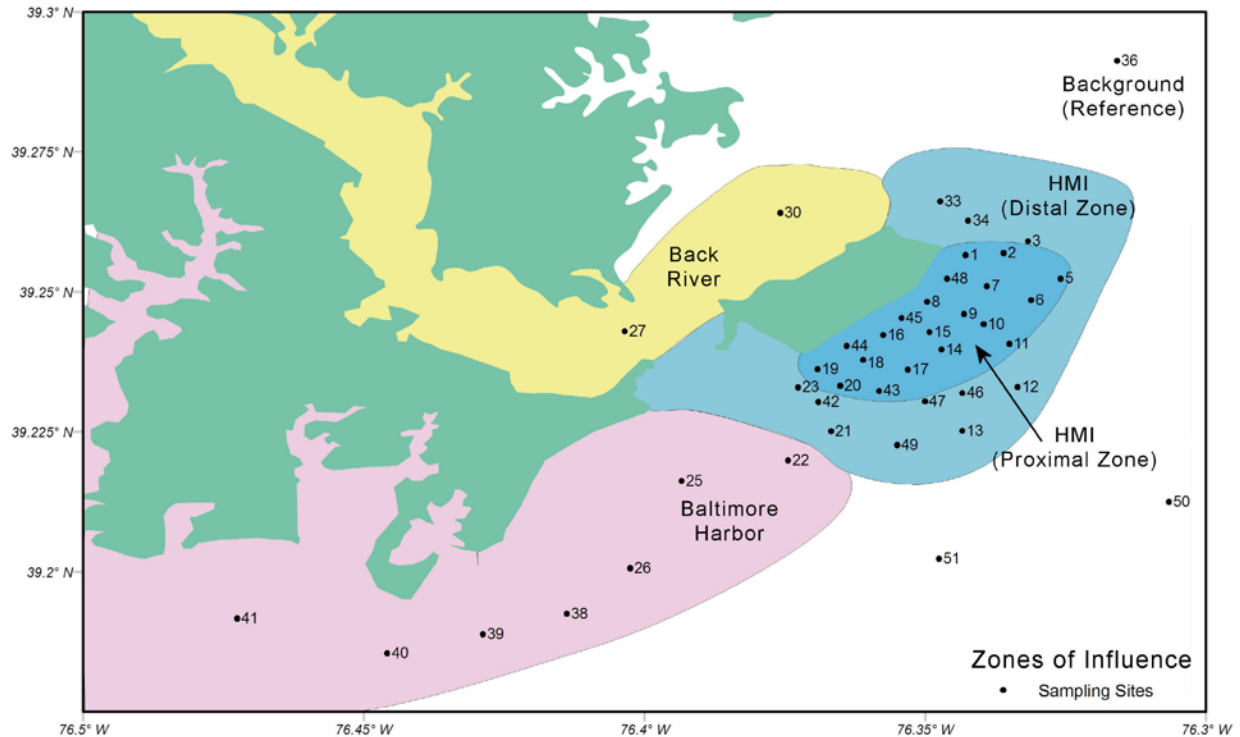 39.3° N
36
Background
(Reference)
39.275° N
HMI
(Distal Zone)
33
34
30
3
Back
River
1
2
48
7
5
39.25° N
8
6
9
45
10
27
16
15
11
44
14
18
19
17
23
20
43
46
12
42
47
39.225° N
21
13
HMI
(Proximal Zone)
49
22
25
50
Baltimore
Harbor
51
39.2° N
26
38
41
39
40
Zones of Influence
Sampling Sites
76.5° W
76.45° W
76.4° W
76.35° W
76.3° W